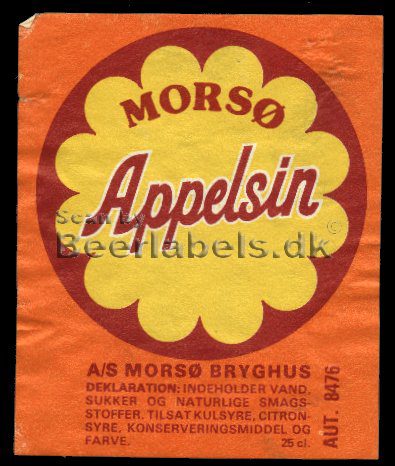 MORSØ
Appelsin
Scan by
Beerlabels.dk
©
A/S MORSØ BRYGHUS
DEKLARATION: INDEHOLDER VAND,
SUKKER OG NATURLIGE SMAGS-
STOFFER. TILSAT KULSYRE, CITRON-
SYRE, KONSERVERINGSMIDDEL OG
FARVE. 25 cl.
AUT. 8476